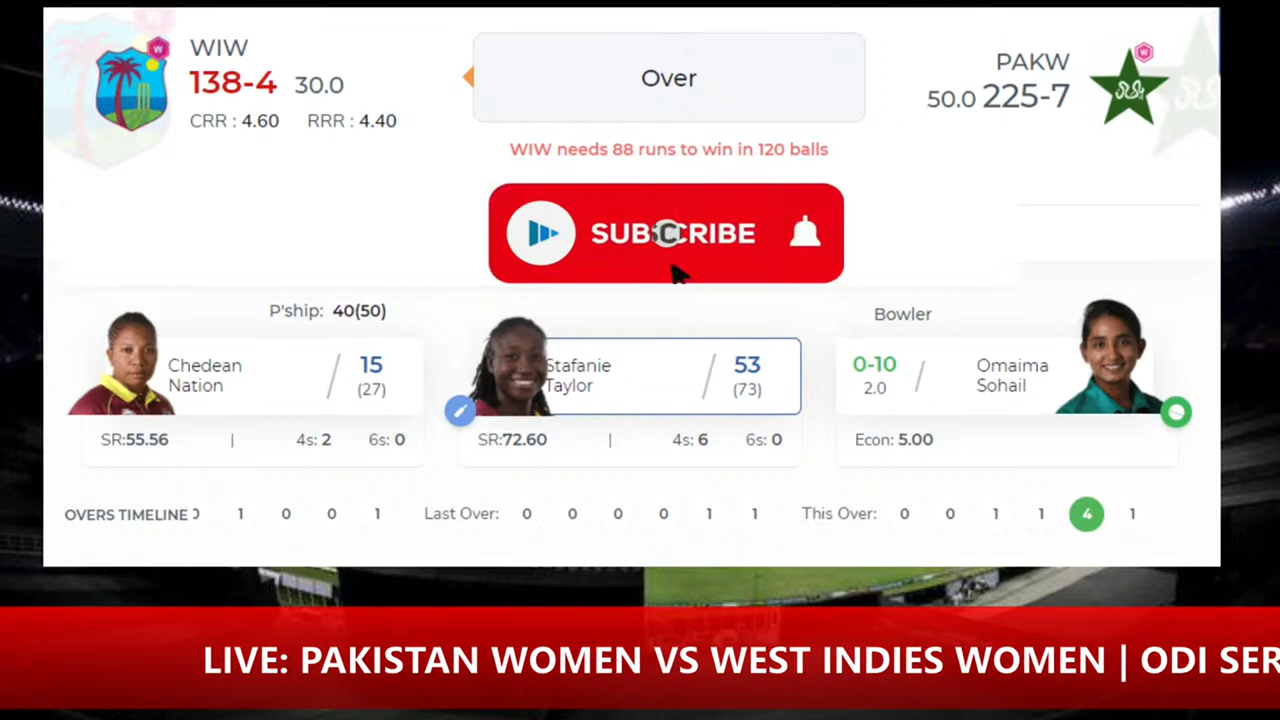 WIW
138-4 30.0
CRR : 4.60 RRR : 4.40
Over
PAKW
50.0 225-7
W
W
WIW needs 88 runs to win in 120 balls
SUBSCRIBE
P'ship: 40(50)
Bowler
Chedean
Nation
15
(27)
Stafanie
Taylor
53
(73)
0-10
2.0
Omaima
Sohail
SR:55.56 | 4s: 2 6s: 0
SR:72.60 | 4s: 6 6s: 0
Econ: 5.00
OVERS TIMELINE 0 1 0 0 1 Last Over: 0 0 0 0 1 1 This Over: 0 0 1 1 4 1
LIVE: PAKISTAN WOMEN VS WEST INDIES WOMEN | ODI SER